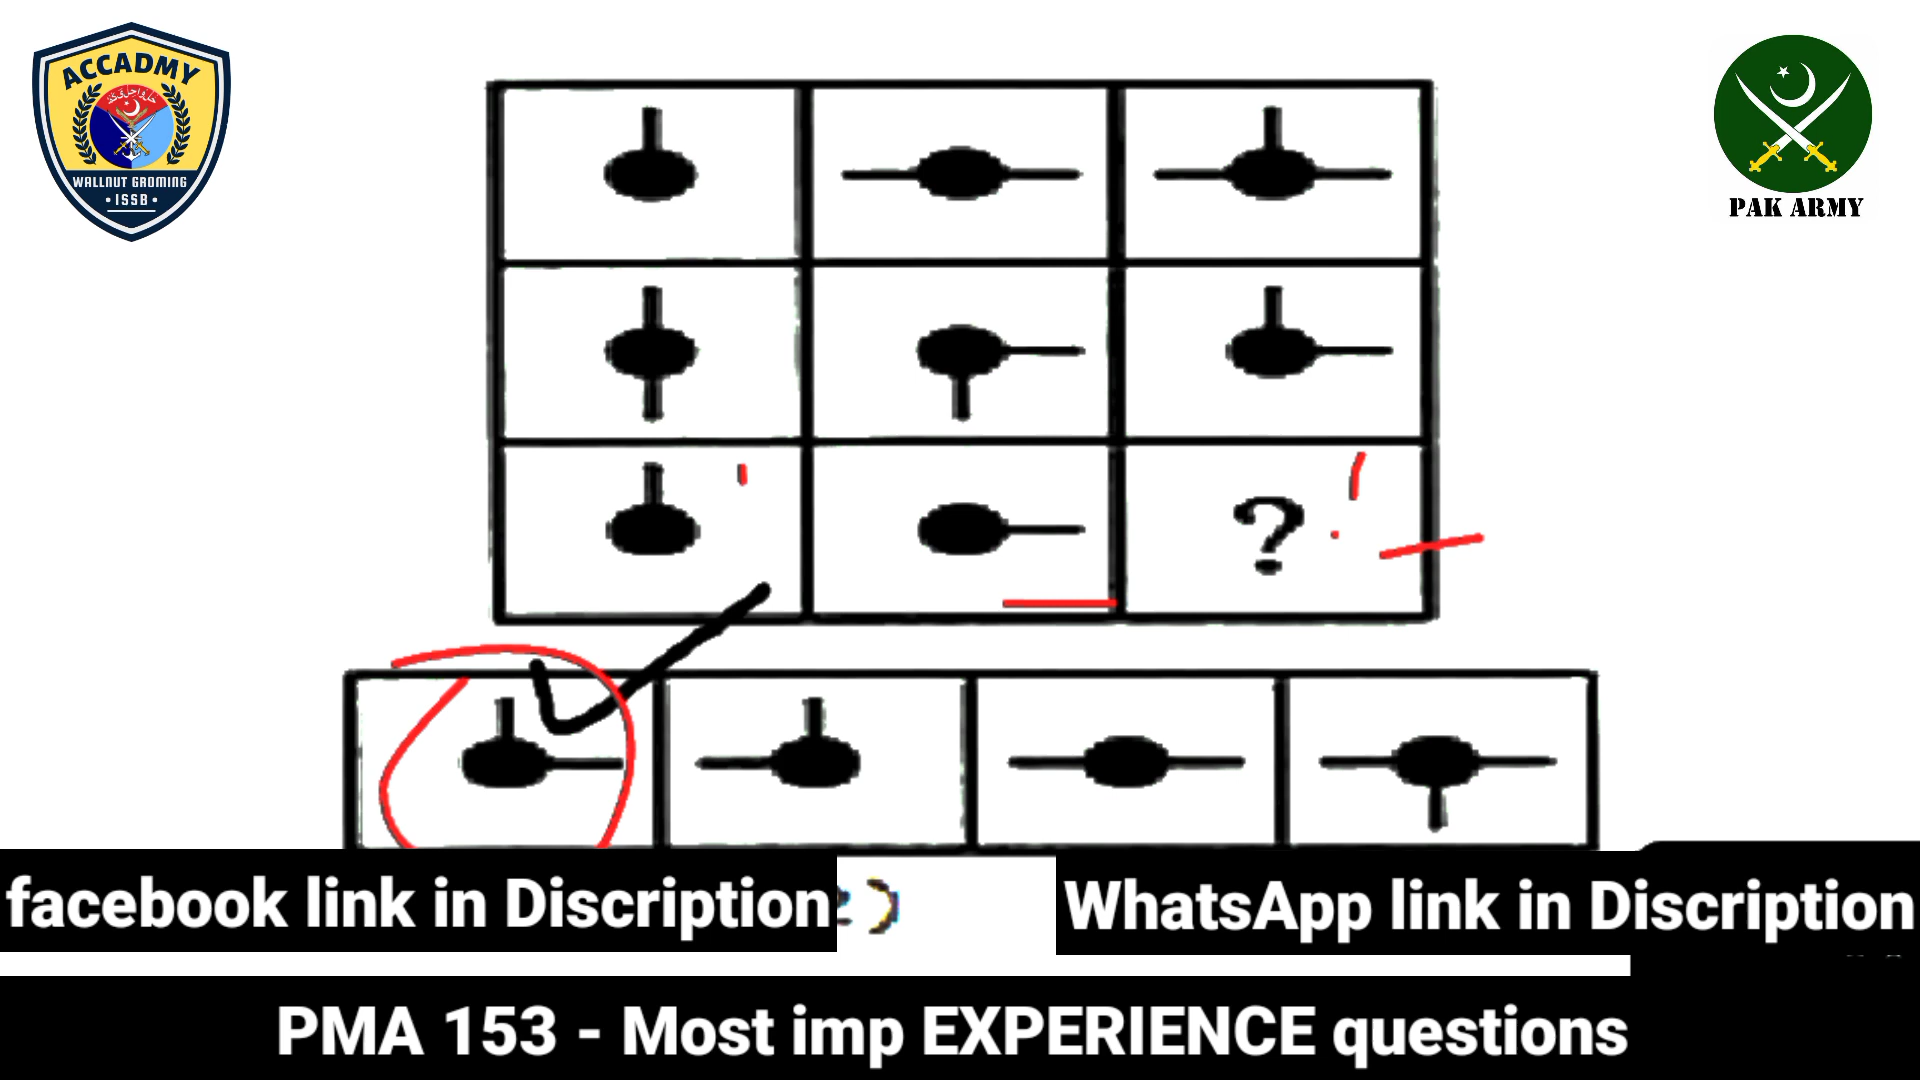 ACCADMY
WALLNUT GROMING
• ISSB •
PAK ARMY
?
facebook link in Discription
)
WhatsApp link in Discription
PMA 153 - Most imp EXPERIENCE questions